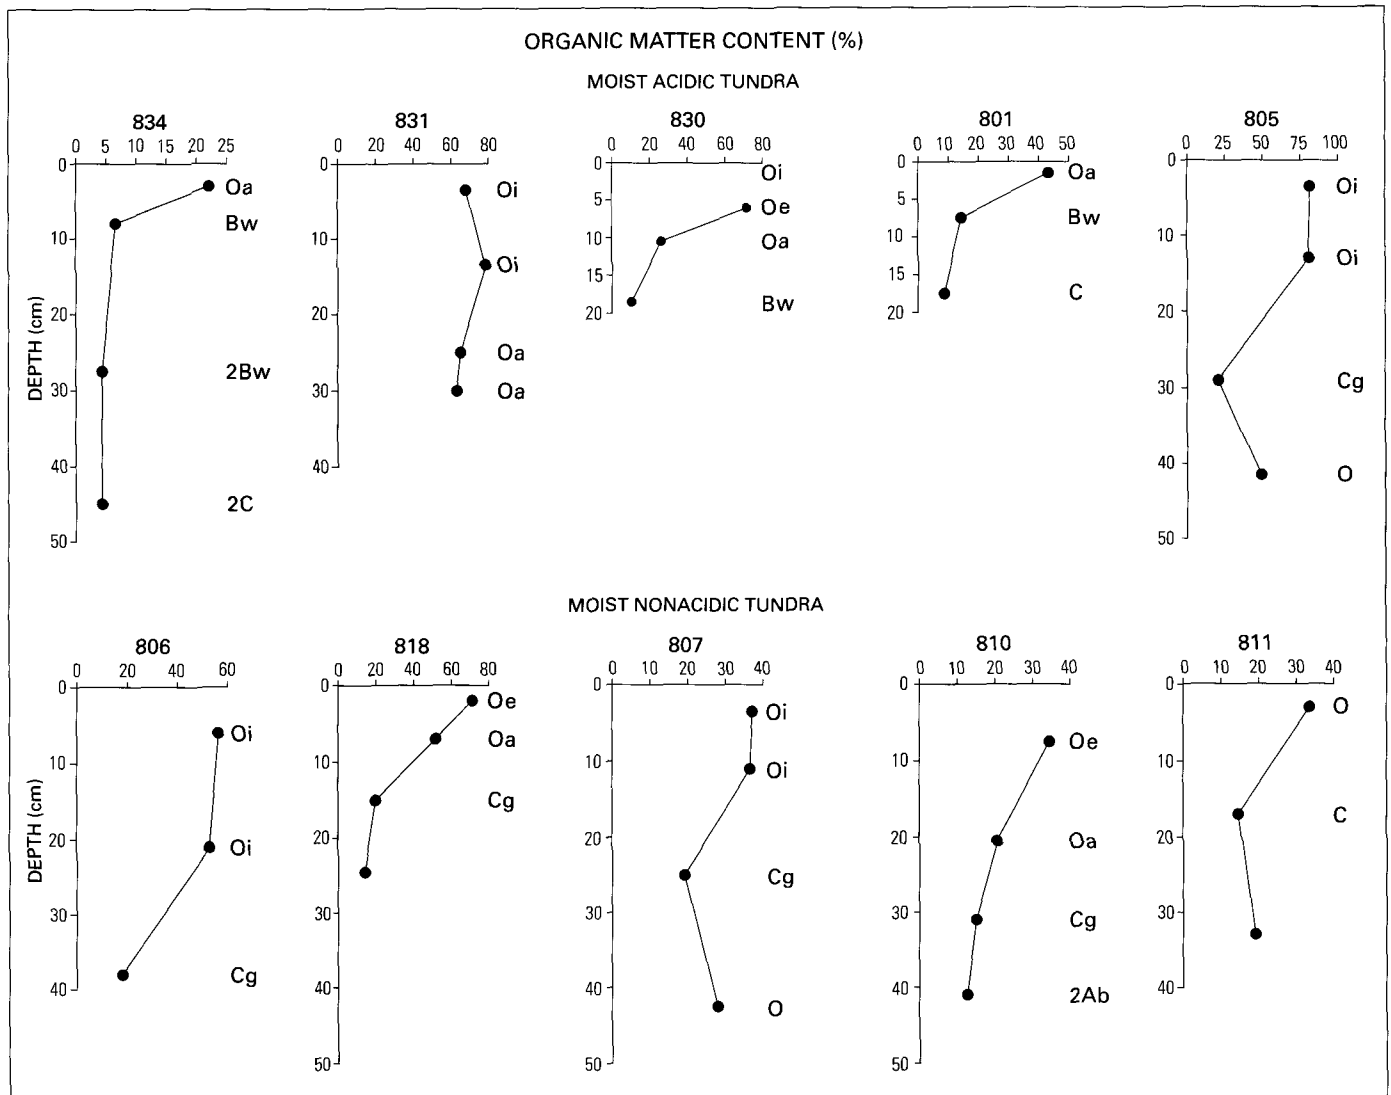 ORGANIC MATTER CONTENT (%)
MOIST ACIDIC TUNDRA
834
0 5 10 15 20 25
0
10
20
30
40
50
DEPTH (cm)
Oa
Bw
2Bw
2C
831
0 20 40 60 80
0
10
20
30
40
Oi
Oi
Oa
Oa
830
0 20 40 60 80
0
5
10
15
20
Oi
Oe
Oa
Bw
801
0 10 20 30 40 50
0
5
10
15
20
Oa
Bw
C
805
0 25 50 75 100
0
10
20
30
40
50
Oi
Oi
Cg
O
MOIST NONACIDIC TUNDRA
806
0 20 40 60
0
10
20
30
40
DEPTH (cm)
Oi
Oi
Cg
818
0 20 40 60 80
0
10
20
30
40
50
Oe
Oa
Cg
807
0 10 20 30 40
0
10
20
30
40
50
Oi
Oi
Cg
O
810
0 10 20 30 40
0
10
20
30
40
50
Oe
Oa
Cg
2Ab
811
0 10 20 30 40
0
10
20
30
40
O
C